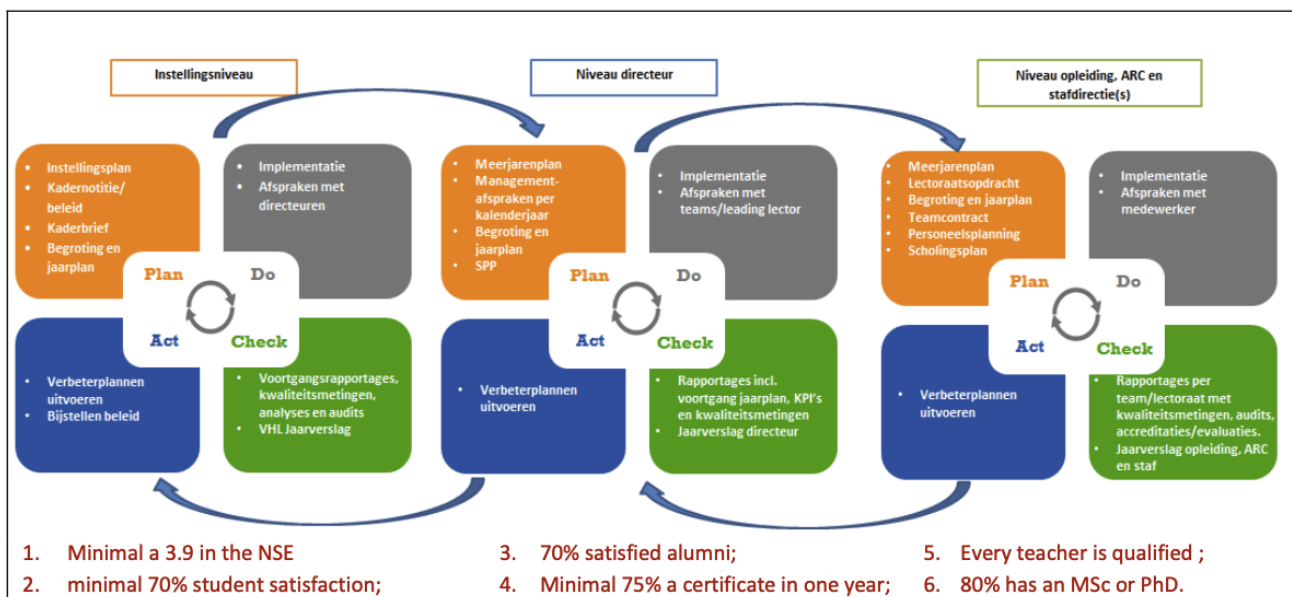 Instellingsniveau
Niveau directeur
Niveau opleiding, ARC en
stafdirectie(s)
• Instellingsplan
• Kadernotitie/
beleid
• Kaderbrief
• Begroting en
jaarplan
• Implementatie
• Afspraken met
directeuren
Plan
Do
Act
Check
• Verbeterplannen
uitvoeren
• Bijstellen beleid
• Voortgangsrapportages,
kwaliteitsmetingen,
analyses en audits
• VHL Jaarverslag
• Meerjarenplan
• Management-
afspraken per
kalenderjaar
• Begroting en
jaarplan
• SPP
• Implementatie
• Afspraken met
teams/leading lector
Plan
Do
Act
Check
• Verbeterplannen
uitvoeren
• Rapportages incl.
voortgang jaarplan, KPI's
en kwaliteitsmetingen
• Jaarverslag directeur
• Meerjarenplan
• Lectoraatsopdracht
• Begroting en jaarplan
• Teamcontract
• Personeelsplanning
• Scholingsplan
• Implementatie
• Afspraken met
medewerker
Plan
Do
Act
Check
• Verbeterplannen
uitvoeren
• Rapportages per
team/lectoraat met
kwaliteitsmetingen, audits,
accreditaties/evaluaties.
• Jaarverslag opleiding, ARC
en staf
1. Minimal a 3.9 in the NSE
2. minimal 70% student satisfaction;
3. 70% satisfied alumni;
4. Minimal 75% a certificate in one year;
5. Every teacher is qualified ;
6. 80% has an MSc or PhD.